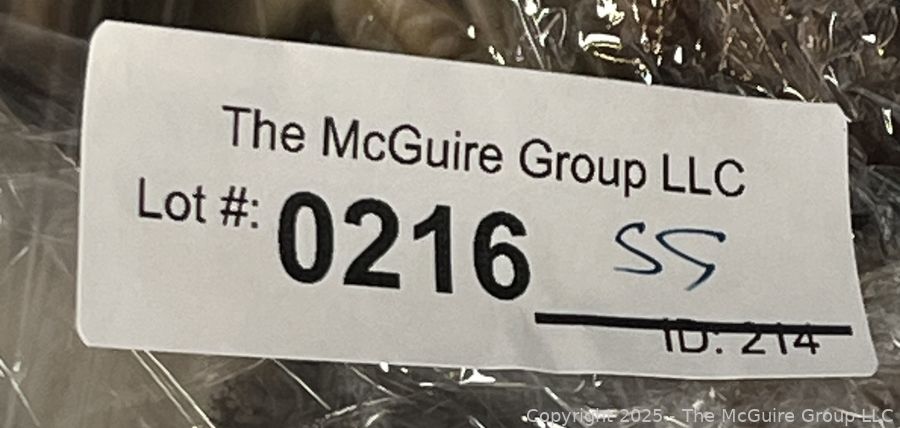 The McGuire Group LLC
Lot #: 0216 SS
ID: 214
Copyright 2025 - The McGuire Group LLC